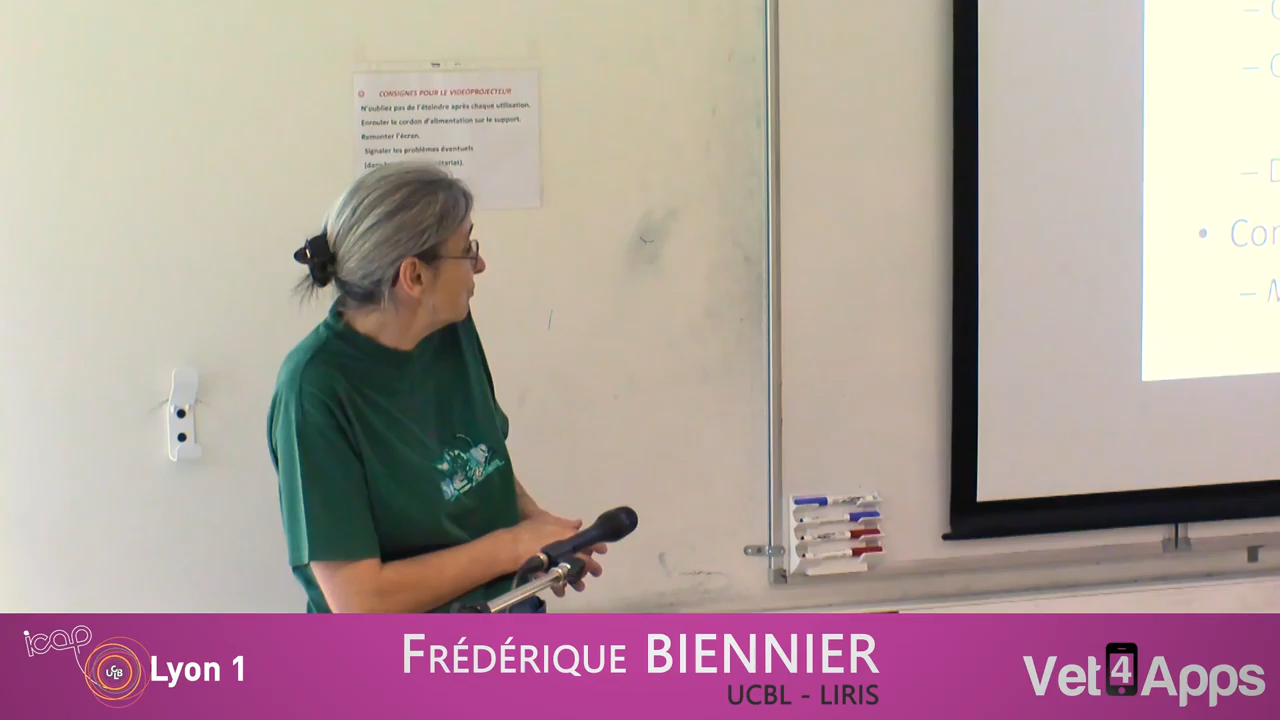 CONSIGNES POUR LE VIDEOPROJECTEUR
N'oubliez pas de l'éteindre après chaque utilisation.
Enrouler le cordon d'alimentation sur le support.
Remonter l'écran.
Signaler les problèmes éventuels
icap
UCLB
Lyon 1
FRÉDÉRIQUE BIENNIER
UCBL - LIRIS
Vet4Apps